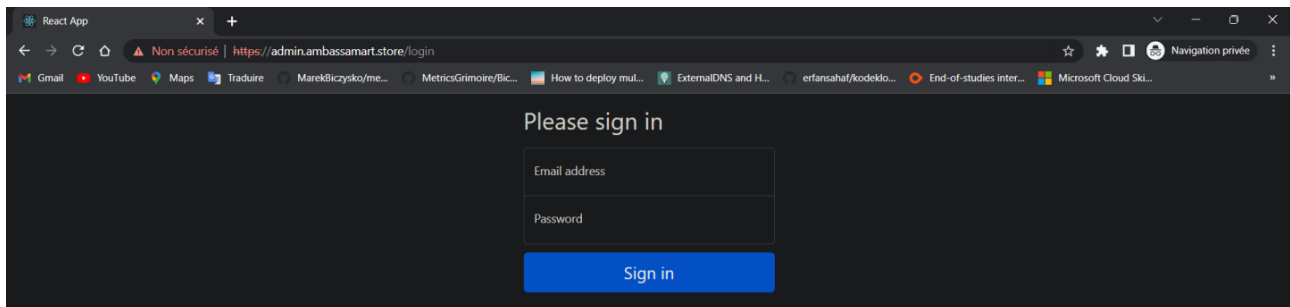 React App
Non sécurisé | https://admin.ambassamart.store/login
Navigation privée
Gmail YouTube Maps Traduire MarekBiczysko/me... MetricsGrimoire/Bic... How to deploy mul... ExternalDNS and H... erfansahaf/kodeklo... End-of-studies inter... Microsoft Cloud Ski... »
Please sign in
Email address
Password
Sign in